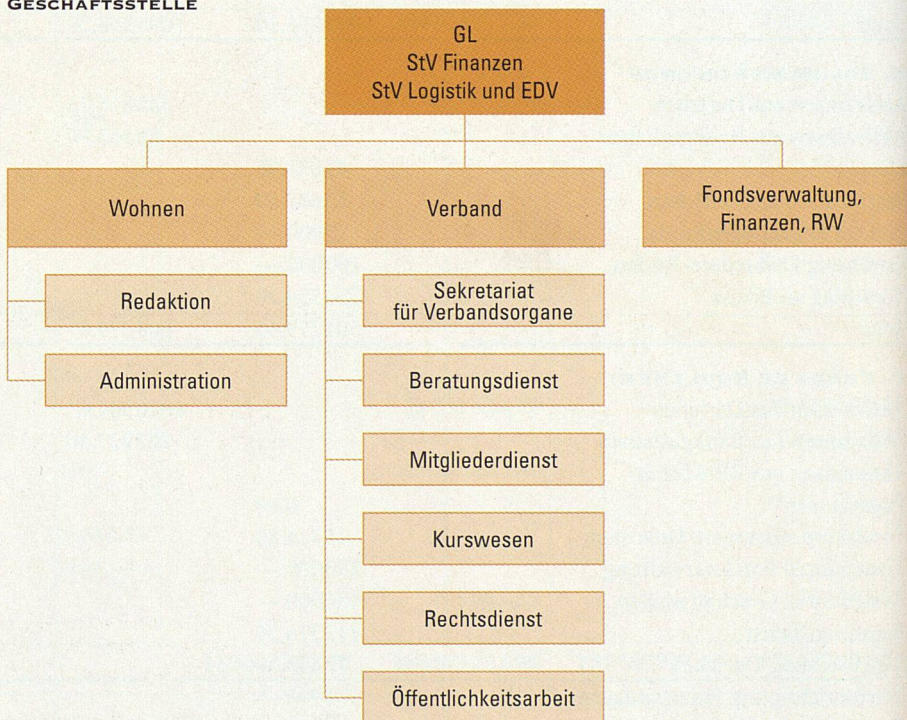 GESCHÄFTSSTELLE
GL
StV Finanzen
StV Logistik und EDV
Wohnen
Verband
Fondsverwaltung,
Finanzen, RW
Redaktion
Administration
Sekretariat
für Verbandsorgane
Beratungsdienst
Mitgliederdienst
Kurswesen
Rechtsdienst
Öffentlichkeitsarbeit